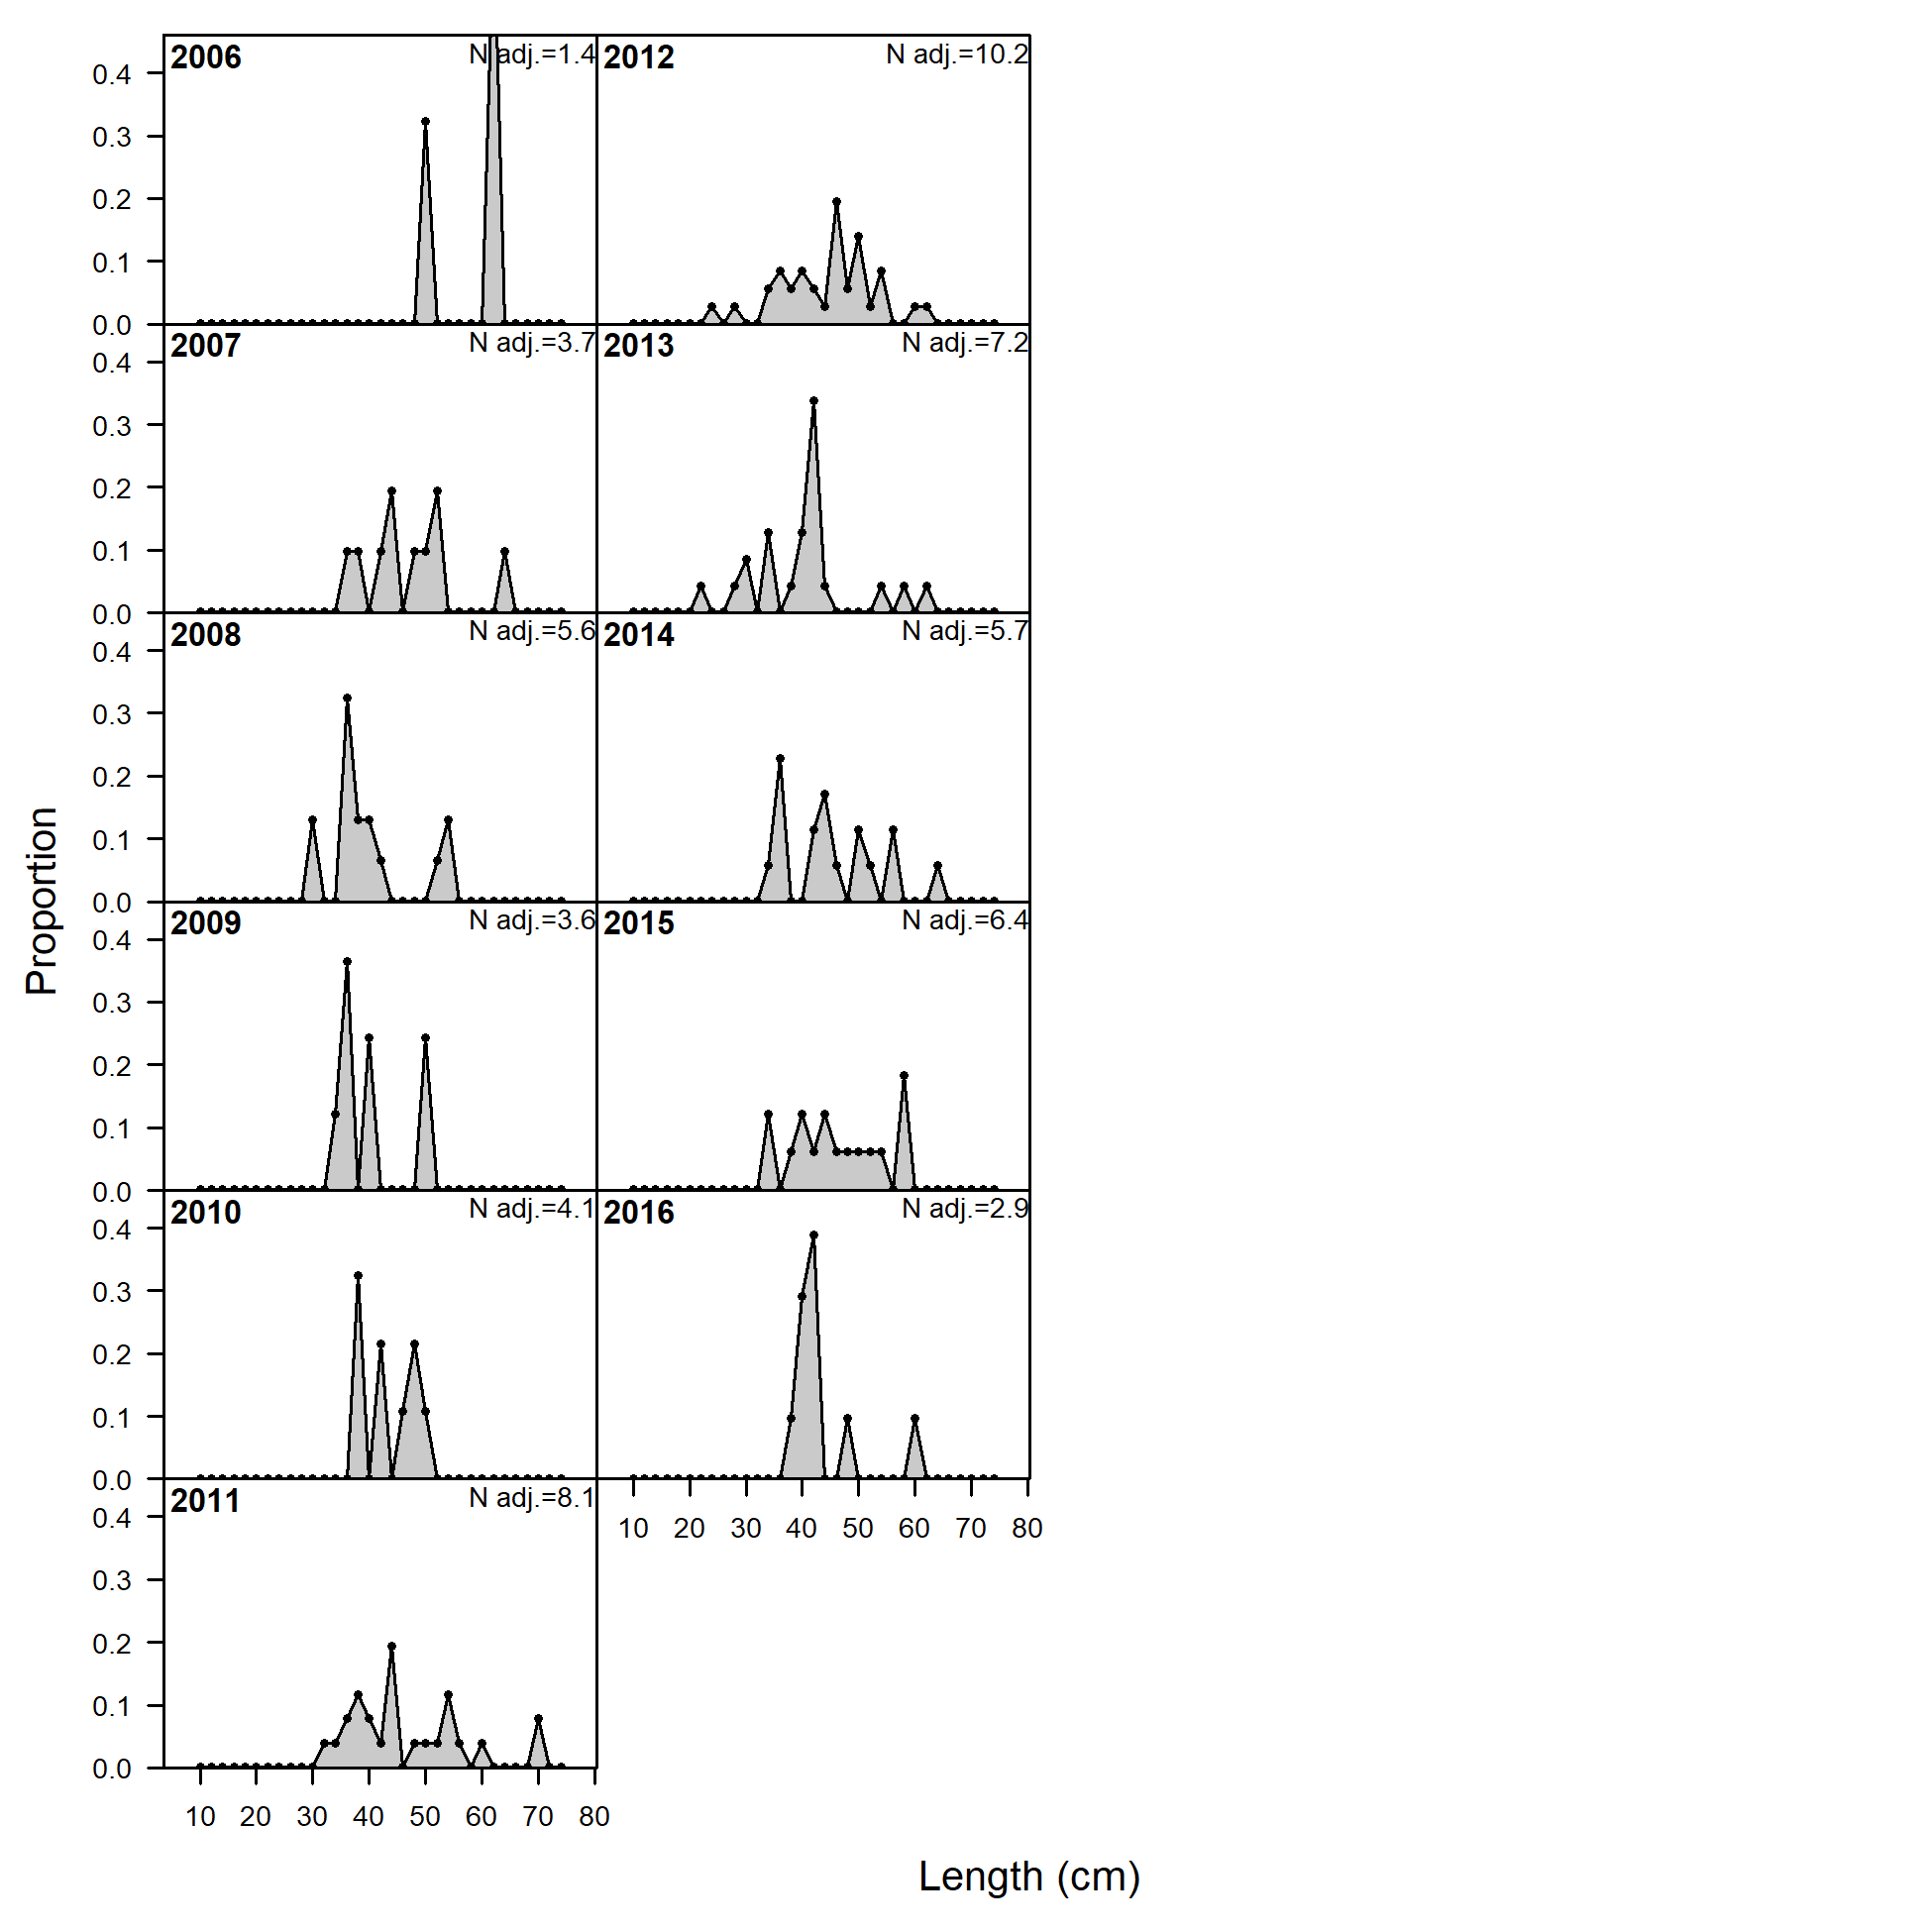 2006 N adj.=1.4
0.4
0.3
0.2
0.1
0.0
2007 N adj.=3.7
0.4
0.3
0.2
0.1
0.0
2008 N adj.=5.6
0.4
0.3
0.2
0.1
0.0
2009 N adj.=3.6
0.4
0.3
0.2
0.1
0.0
2010 N adj.=4.1
0.4
0.3
0.2
0.1
0.0
2011 N adj.=8.1
0.4
0.3
0.2
0.1
0.0
10 20 30 40 50 60 70 80
2012 N adj.=10.2
2013 N adj.=7.2
2014 N adj.=5.7
2015 N adj.=6.4
2016 N adj.=2.9
10 20 30 40 50 60 70 80
Proportion
Length (cm)